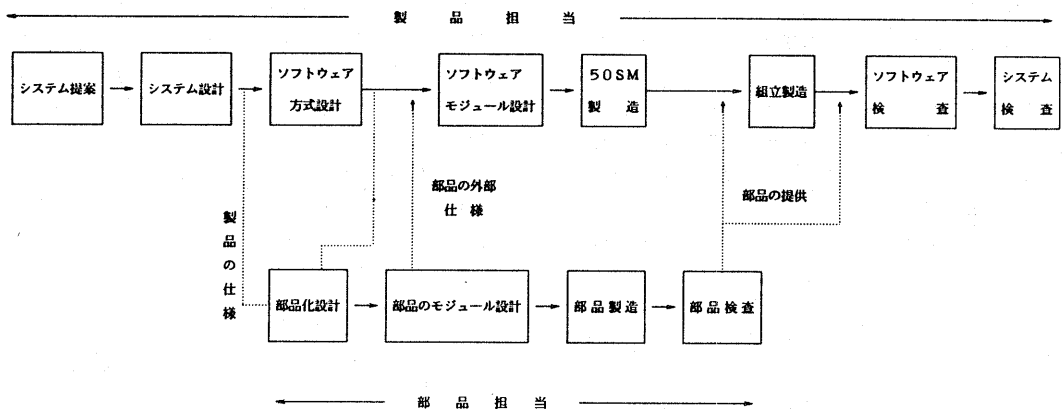 製品担当
システム提案
システム設計
ソフトウェア
方式設計
ソフトウェア
モジュール設計
50SM
製造
組立製造
ソフトウェア
検査
システム
検査
製品の仕様
部品の外部
仕様
部品の提供
部品化設計
部品のモジュール設計
部品製造
部品検査
部品担当